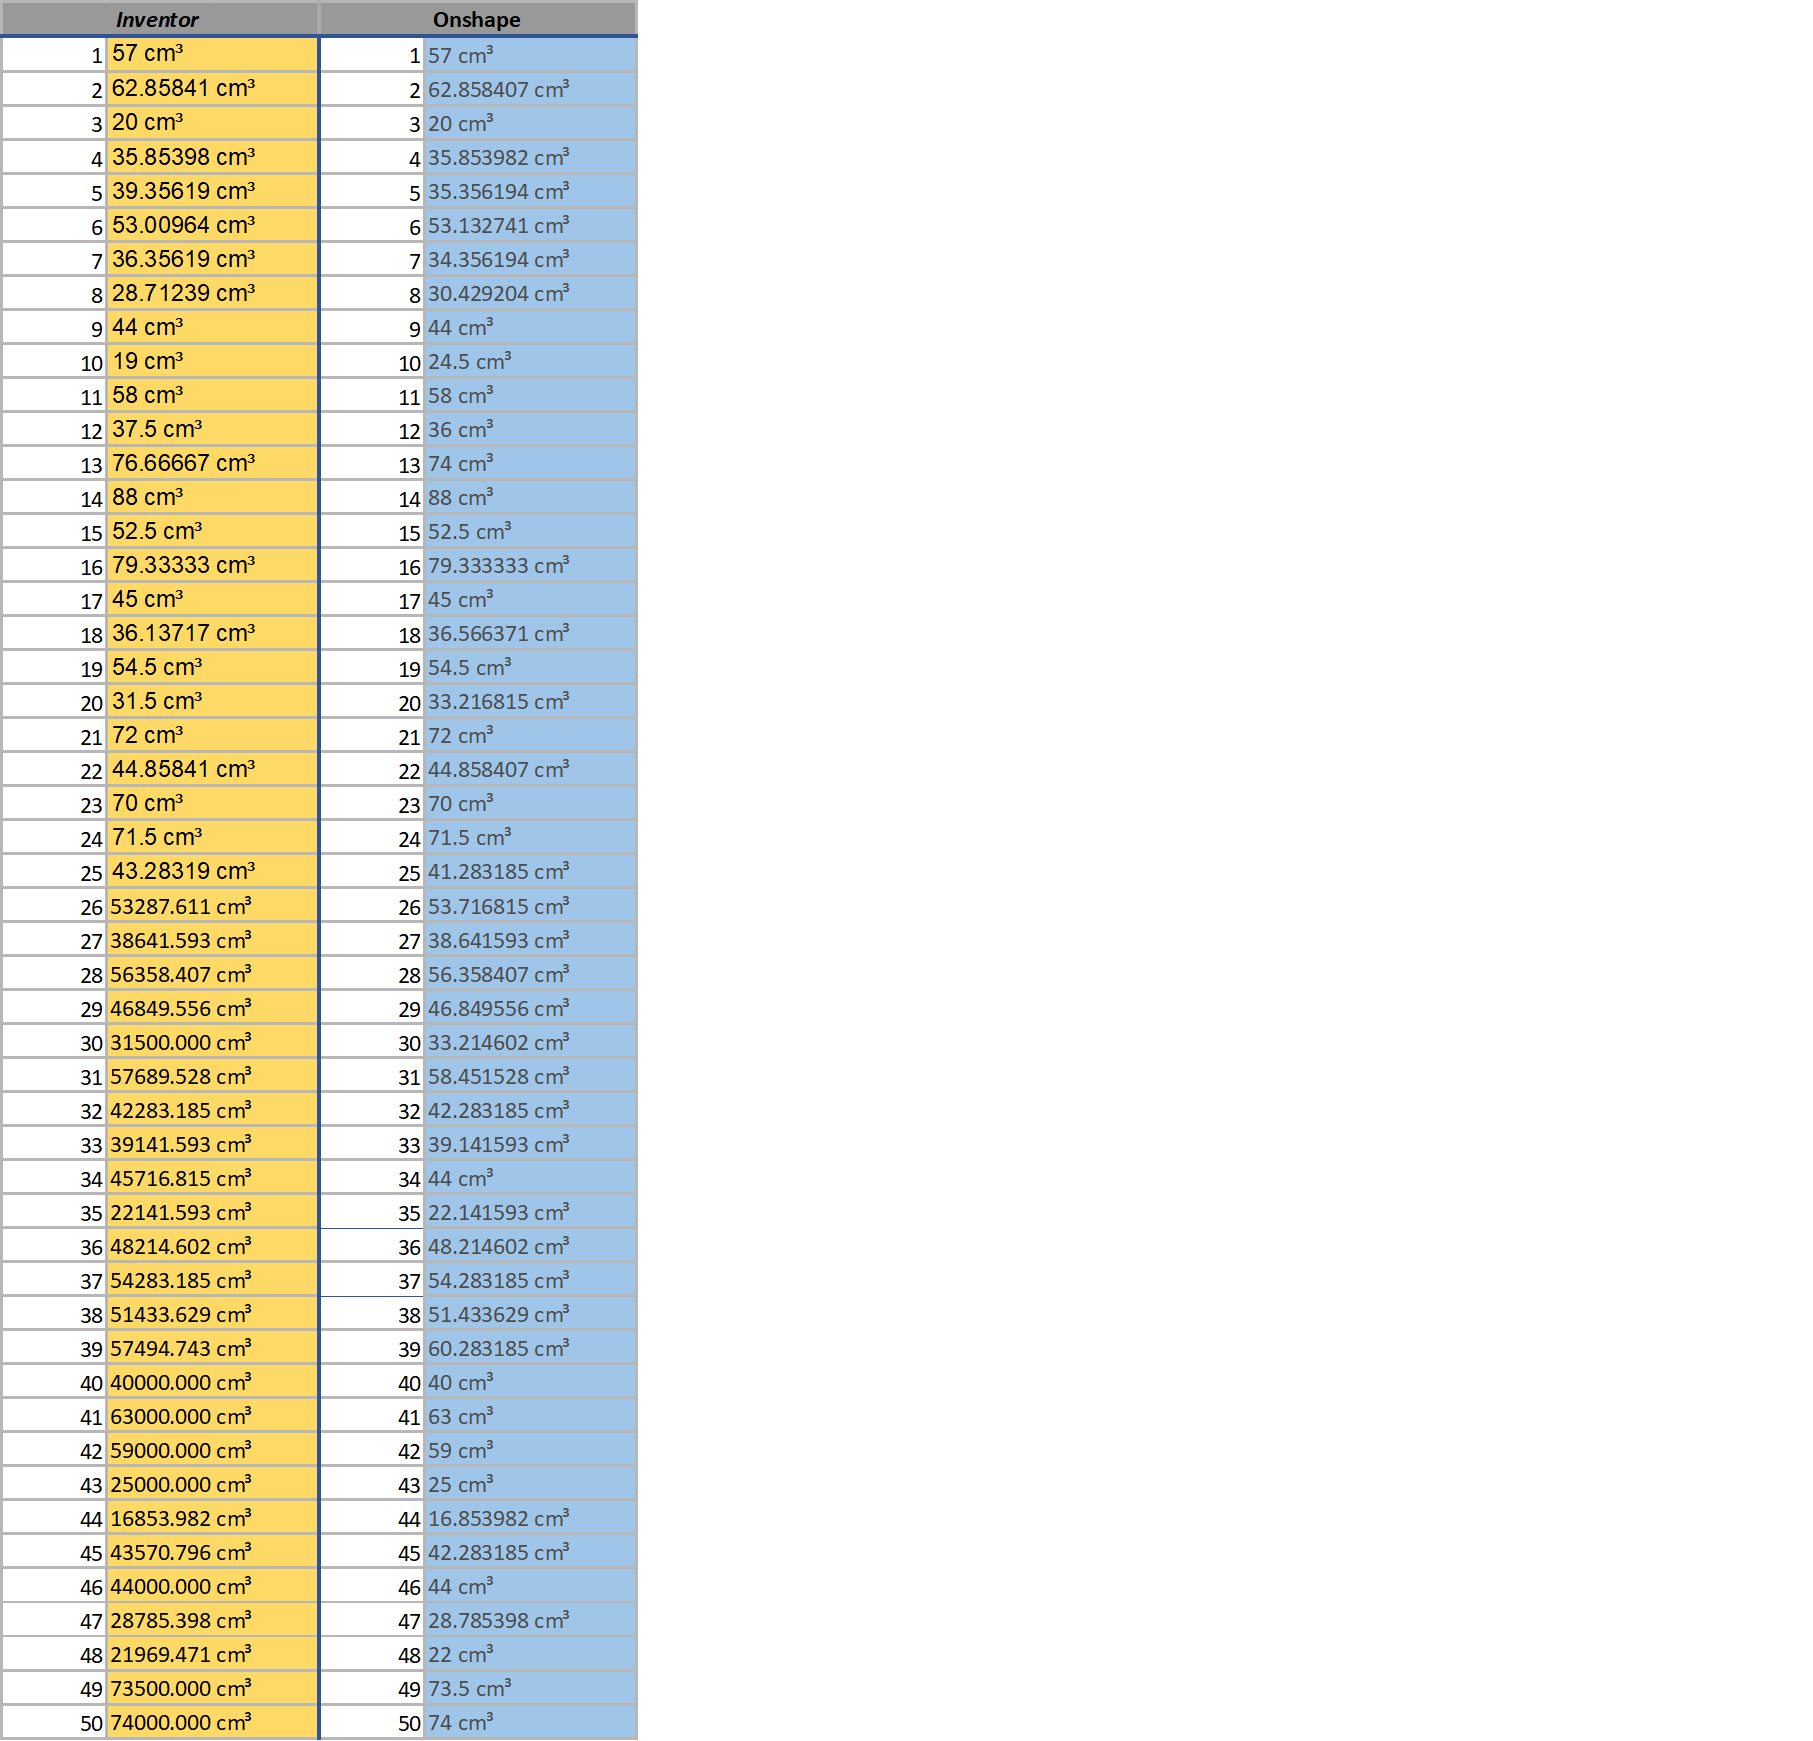 Inventor Onshape
1 57 cm³ 1 57 cm³
2 62.85841 cm³ 2 62.858407 cm³
3 20 cm³ 3 20 cm³
4 35.85398 cm³ 4 35.853982 cm³
5 39.35619 cm³ 5 35.356194 cm³
6 53.00964 cm³ 6 53.132741 cm³
7 36.35619 cm³ 7 34.356194 cm³
8 28.71239 cm³ 8 30.429204 cm³
9 44 cm³ 9 44 cm³
10 19 cm³ 10 24.5 cm³
11 58 cm³ 11 58 cm³
12 37.5 cm³ 12 36 cm³
13 76.66667 cm³ 13 74 cm³
14 88 cm³ 14 88 cm³
15 52.5 cm³ 15 52.5 cm³
16 79.33333 cm³ 16 79.333333 cm³
17 45 cm³ 17 45 cm³
18 36.13717 cm³ 18 36.566371 cm³
19 54.5 cm³ 19 54.5 cm³
20 31.5 cm³ 20 33.216815 cm³
21 72 cm³ 21 72 cm³
22 44.85841 cm³ 22 44.858407 cm³
23 70 cm³ 23 70 cm³
24 71.5 cm³ 24 71.5 cm³
25 43.28319 cm³ 25 41.283185 cm³
26 53287.611 cm³ 26 53.716815 cm³
27 38641.593 cm³ 27 38.641593 cm³
28 56358.407 cm³ 28 56.358407 cm³
29 46849.556 cm³ 29 46.849556 cm³
30 31500.000 cm³ 30 33.214602 cm³
31 57689.528 cm³ 31 58.451528 cm³
32 42283.185 cm³ 32 42.283185 cm³
33 39141.593 cm³ 33 39.141593 cm³
34 45716.815 cm³ 34 44 cm³
35 22141.593 cm³ 35 22.141593 cm³
36 48214.602 cm³ 36 48.214602 cm³
37 54283.185 cm³ 37 54.283185 cm³
38 51433.629 cm³ 38 51.433629 cm³
39 57494.743 cm³ 39 60.283185 cm³
40 40000.000 cm³ 40 40 cm³
41 63000.000 cm³ 41 63 cm³
42 59000.000 cm³ 42 59 cm³
43 25000.000 cm³ 43 25 cm³
44 16853.982 cm³ 44 16.853982 cm³
45 43570.796 cm³ 45 42.283185 cm³
46 44000.000 cm³ 46 44 cm³
47 28785.398 cm³ 47 28.785398 cm³
48 21969.471 cm³ 48 22 cm³
49 73500.000 cm³ 49 73.5 cm³
50 74000.000 cm³ 50 74 cm³